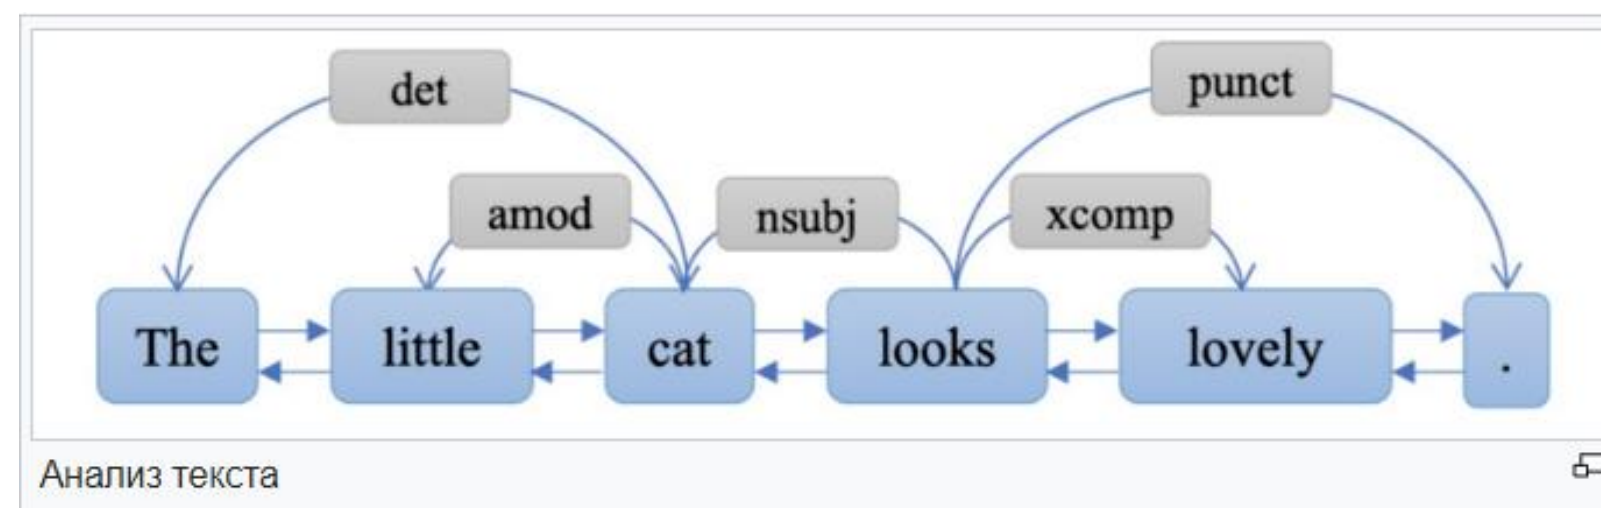 det punct
amod nsubj xcomp
The little cat looks lovely .
Анализ текста